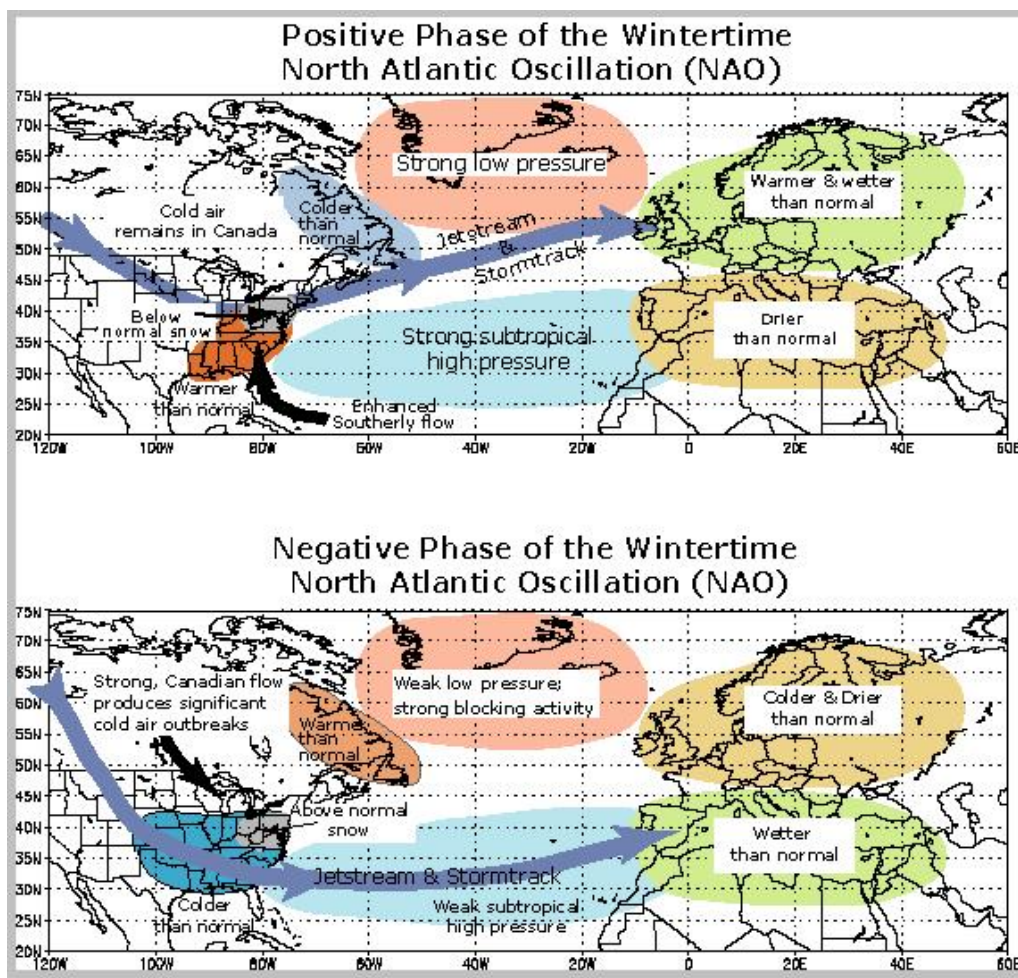 Positive Phase of the Wintertime
North Atlantic Oscillation (NAO)
75N
70N
65N
60N
55N
50N
45N
40N
35N
30N
25N
20N
120W
100W
80W
60W
40W
20W
0
20E
40E
60E
Strong low pressure
Warmer & wetter
than normal
Cold air
remains in Canada
Colder
than
normal
Jetstream
&
Stormtrack
Below
normal snow
Strong subtropical
high pressure
Drier
than normal
Warmer
than normal
Enhanced
Southerly flow
Negative Phase of the Wintertime
North Atlantic Oscillation (NAO)
75N
70N
65N
60N
55N
50N
45N
40N
35N
30N
25N
20N
120W
100W
80W
60W
40W
20W
0
20E
40E
60E
Strong, Canadian flow
produces significant
cold air outbreaks
Weak low pressure;
strong blocking activity
Colder & Drier
than normal
Warmer
than
normal
Above normal
snow
Wetter
than normal
Jetstream & Stormtrack
Colder
than normal
Weak subtropical
high pressure